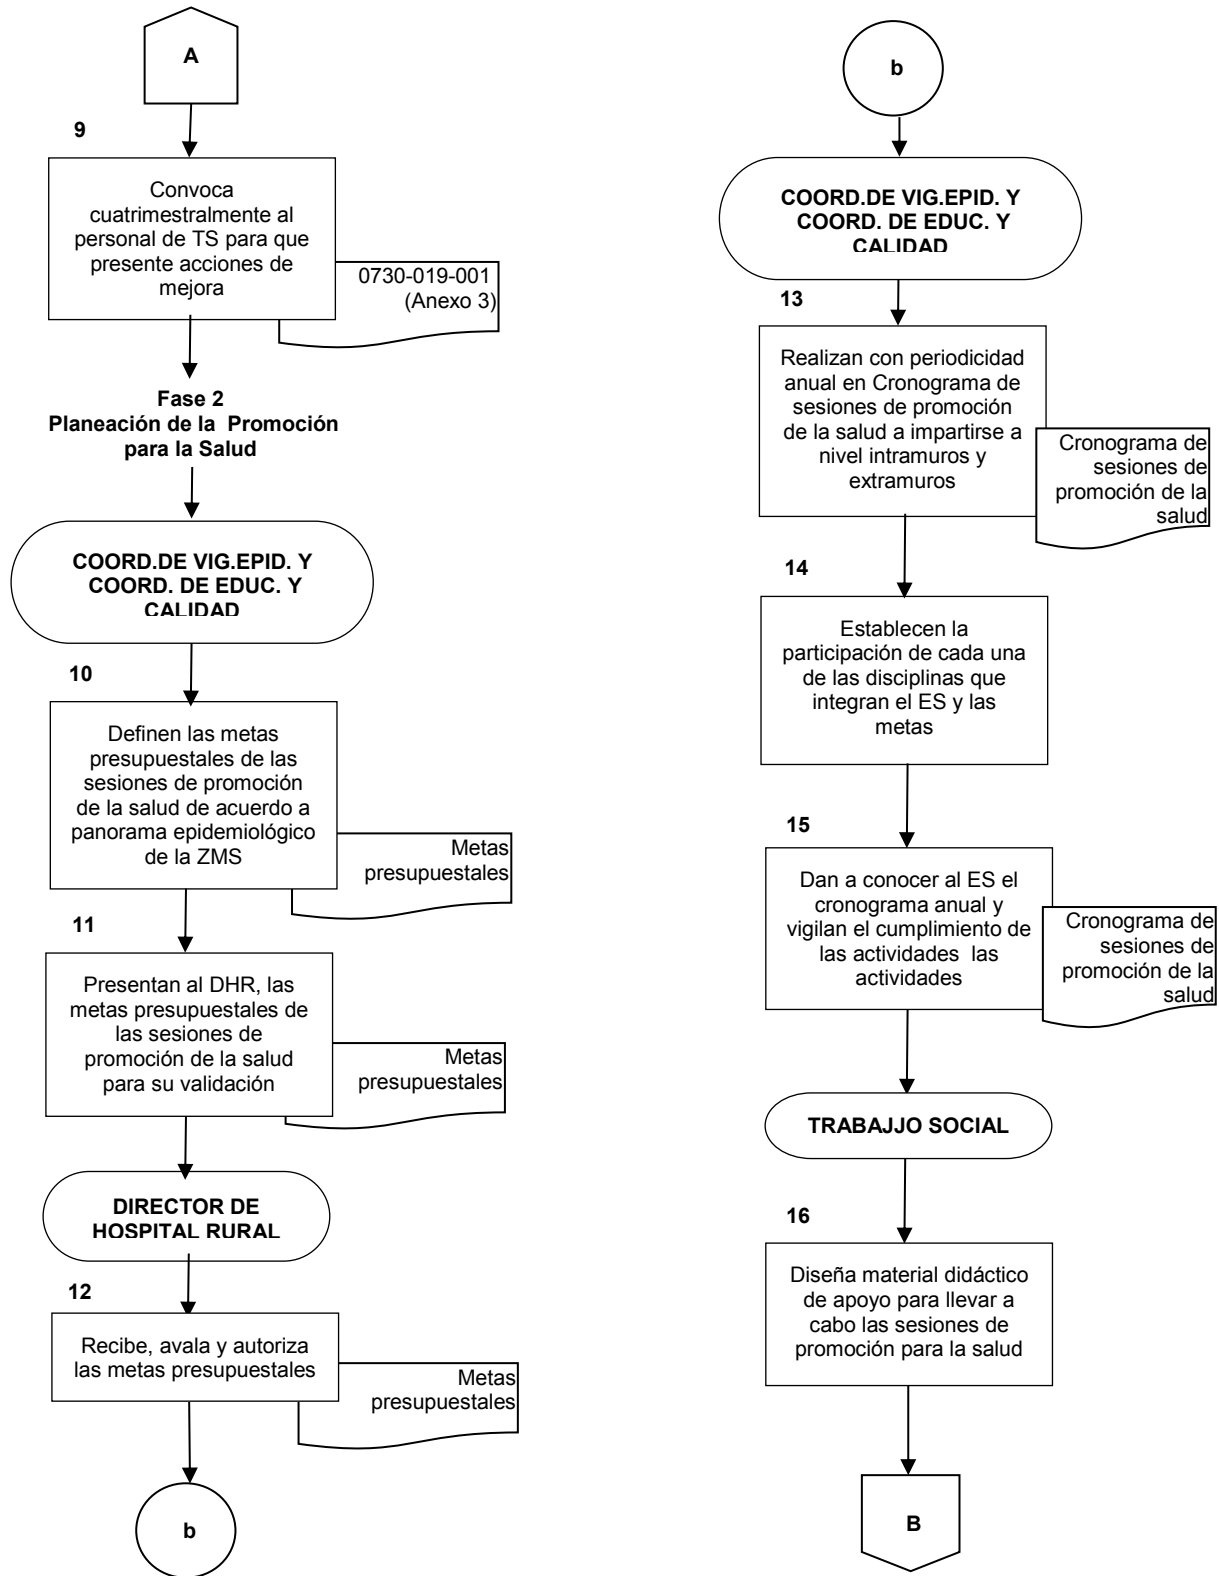 A
9
Convoca
cuatrimestralmente al
personal de TS para que
presente acciones de
mejora
0730-019-001
(Anexo 3)
Fase 2
Planeación de la Promoción
para la Salud
COORD.DE VIG.EPID. Y
COORD. DE EDUC. Y
CALIDAD
10
Definen las metas
presupuestales de las
sesiones de promoción
de la salud de acuerdo a
panorama epidemiológico
de la ZMS
Metas
presupuestales
11
Presentan al DHR, las
metas presupuestales de
las sesiones de
promoción de la salud
para su validación
Metas
presupuestales
DIRECTOR DE
HOSPITAL RURAL
12
Recibe, avala y autoriza
las metas presupuestales
Metas
presupuestales
b
b
COORD.DE VIG.EPID. Y
COORD. DE EDUC. Y
CALIDAD
13
Realizan con periodicidad
anual en Cronograma de
sesiones de promoción
de la salud a impartirse a
nivel intramuros y
extramuros
Cronograma de
sesiones de
promoción de la
salud
14
Establecen la
participación de cada una
de las disciplinas que
integran el ES y las
metas
15
Dan a conocer al ES el
cronograma anual y
vigilan el cumplimiento de
las actividades las
actividades
Cronograma de
sesiones de
promoción de la
salud
TRABAJJO SOCIAL
16
Diseña material didáctico
de apoyo para llevar a
cabo las sesiones de
promoción para la salud
B